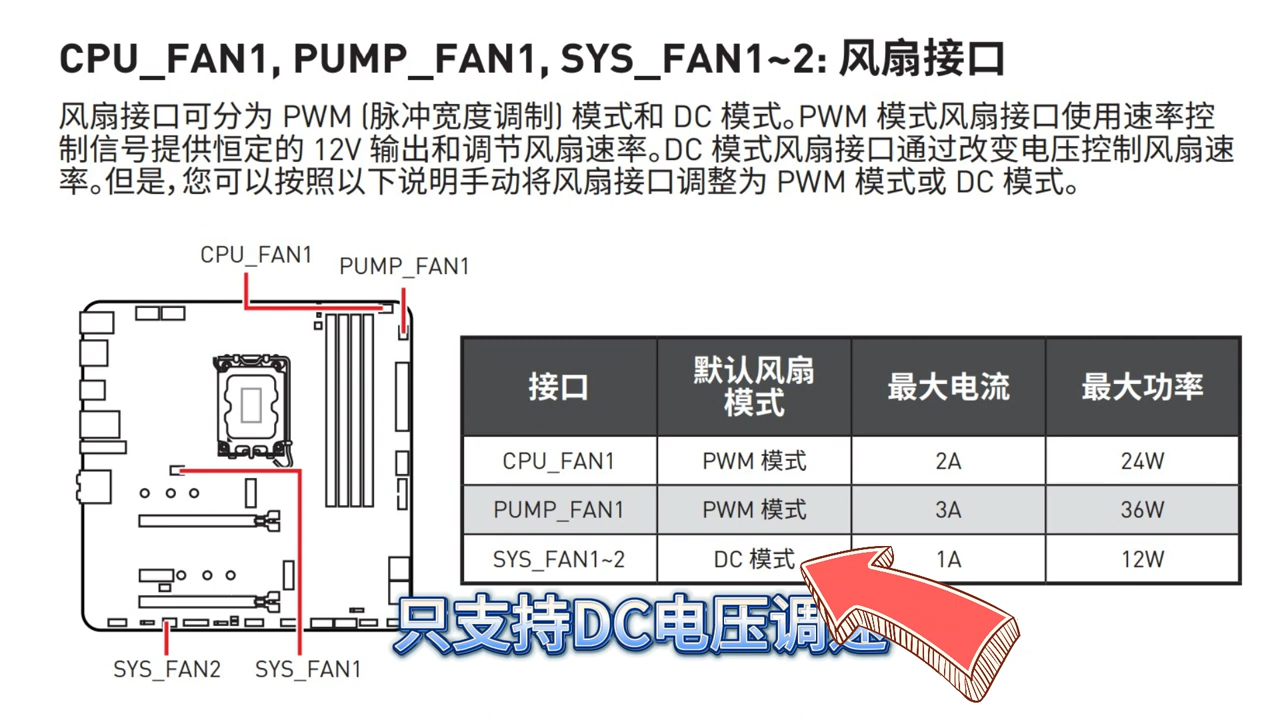 CPU_FAN1, PUMP_FAN1, SYS_FAN1~2: 风扇接口
风扇接口可分为 PWM (脉冲宽度调制) 模式和 DC 模式。PWM 模式风扇接口使用速率控
制信号提供恒定的 12V 输出和调节风扇速率。DC 模式风扇接口通过改变电压控制风扇速
率。但是，您可以按照以下说明手动将风扇接口调整为 PWM 模式或 DC 模式。
CPU_FAN1
PUMP_FAN1
接口 默认风扇模式 最大电流 最大功率
CPU_FAN1 PWM 模式 2A 24W
PUMP_FAN1 PWM 模式 3A 36W
SYS_FAN1~2 DC 模式 1A 12W
只支持DC电压调速
SYS_FAN2
SYS_FAN1